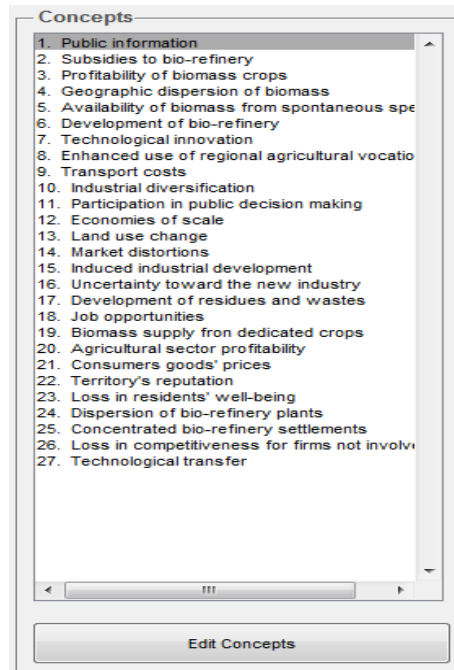 Concepts
1. Public information
2. Subsidies to bio-refinery
3. Profitability of biomass crops
4. Geographic dispersion of biomass
5. Availability of biomass from spontaneous spe
6. Development of bio-refinery
7. Technological innovation
8. Enhanced use of regional agricultural vocatio
9. Transport costs
10. Industrial diversification
11. Participation in public decision making
12. Economies of scale
13. Land use change
14. Market distortions
15. Induced industrial development
16. Uncertainty toward the new industry
17. Development of residues and wastes
18. Job opportunities
19. Biomass supply fron dedicated crops
20. Agricultural sector profitability
21. Consumers goods' prices
22. Territory's reputation
23. Loss in residents' well-being
24. Dispersion of bio-refinery plants
25. Concentrated bio-refinery settlements
26. Loss in competitiveness for firms not involv
27. Technological transfer
Edit Concepts